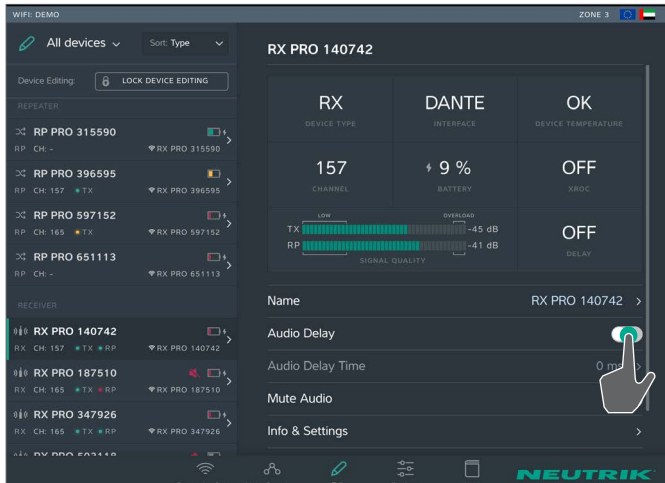 WIFI: DEMO
ZONE 3
All devices
Sort: Type
Device Editing:
LOCK DEVICE EDITING
REPEATER
RP PRO 315590
RP CH: -
RX PRO 315590
RP PRO 396595
RP CH: 157 TX
RX PRO 396595
RP PRO 597152
RP CH: 165 TX
RX PRO 597152
RP PRO 651113
RP CH: -
RX PRO 651113
RECEIVER
RX PRO 140742
RX CH: 157 TX RP
RX PRO 140742
RX PRO 187510
RX CH: 165 TX RP
RX PRO 187510
RX PRO 347926
RX CH: 165 TX RP
RX PRO 347926
RX PRO 140742
RX
DEVICE TYPE
DANTE
INTERFACE
OK
DEVICE TEMPERATURE
157
CHANNEL
9 %
BATTERY
OFF
XROC
LOW
OVERLOAD
TX
-45 dB
RP
-41 dB
SIGNAL QUALITY
OFF
DELAY
Name
RX PRO 140742
Audio Delay
Audio Delay Time
0
Mute Audio
Info & Settings
NEUTRIK